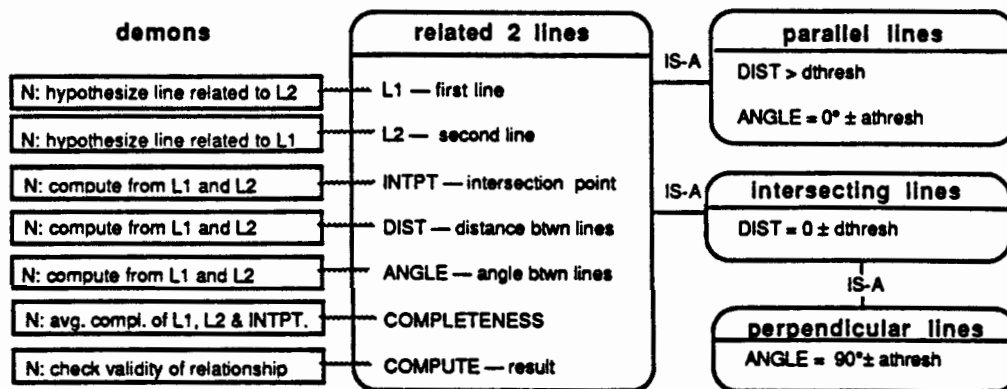 demons
N: hypothesize line related to L2
N: hypothesize line related to L1
N: compute from L1 and L2
N: compute from L1 and L2
N: compute from L1 and L2
N: avg. compl. of L1, L2 & INTPT.
N: check validity of relationship
related 2 lines
L1 — first line
L2 — second line
INTPT — intersection point
DIST — distance btwn lines
ANGLE — angle btwn lines
COMPLETENESS
COMPUTE — result
IS-A
parallel lines
DIST > dthresh
ANGLE = 0° ± athresh
IS-A
intersecting lines
DIST = 0 ± dthresh
IS-A
perpendicular lines
ANGLE = 90°± athresh